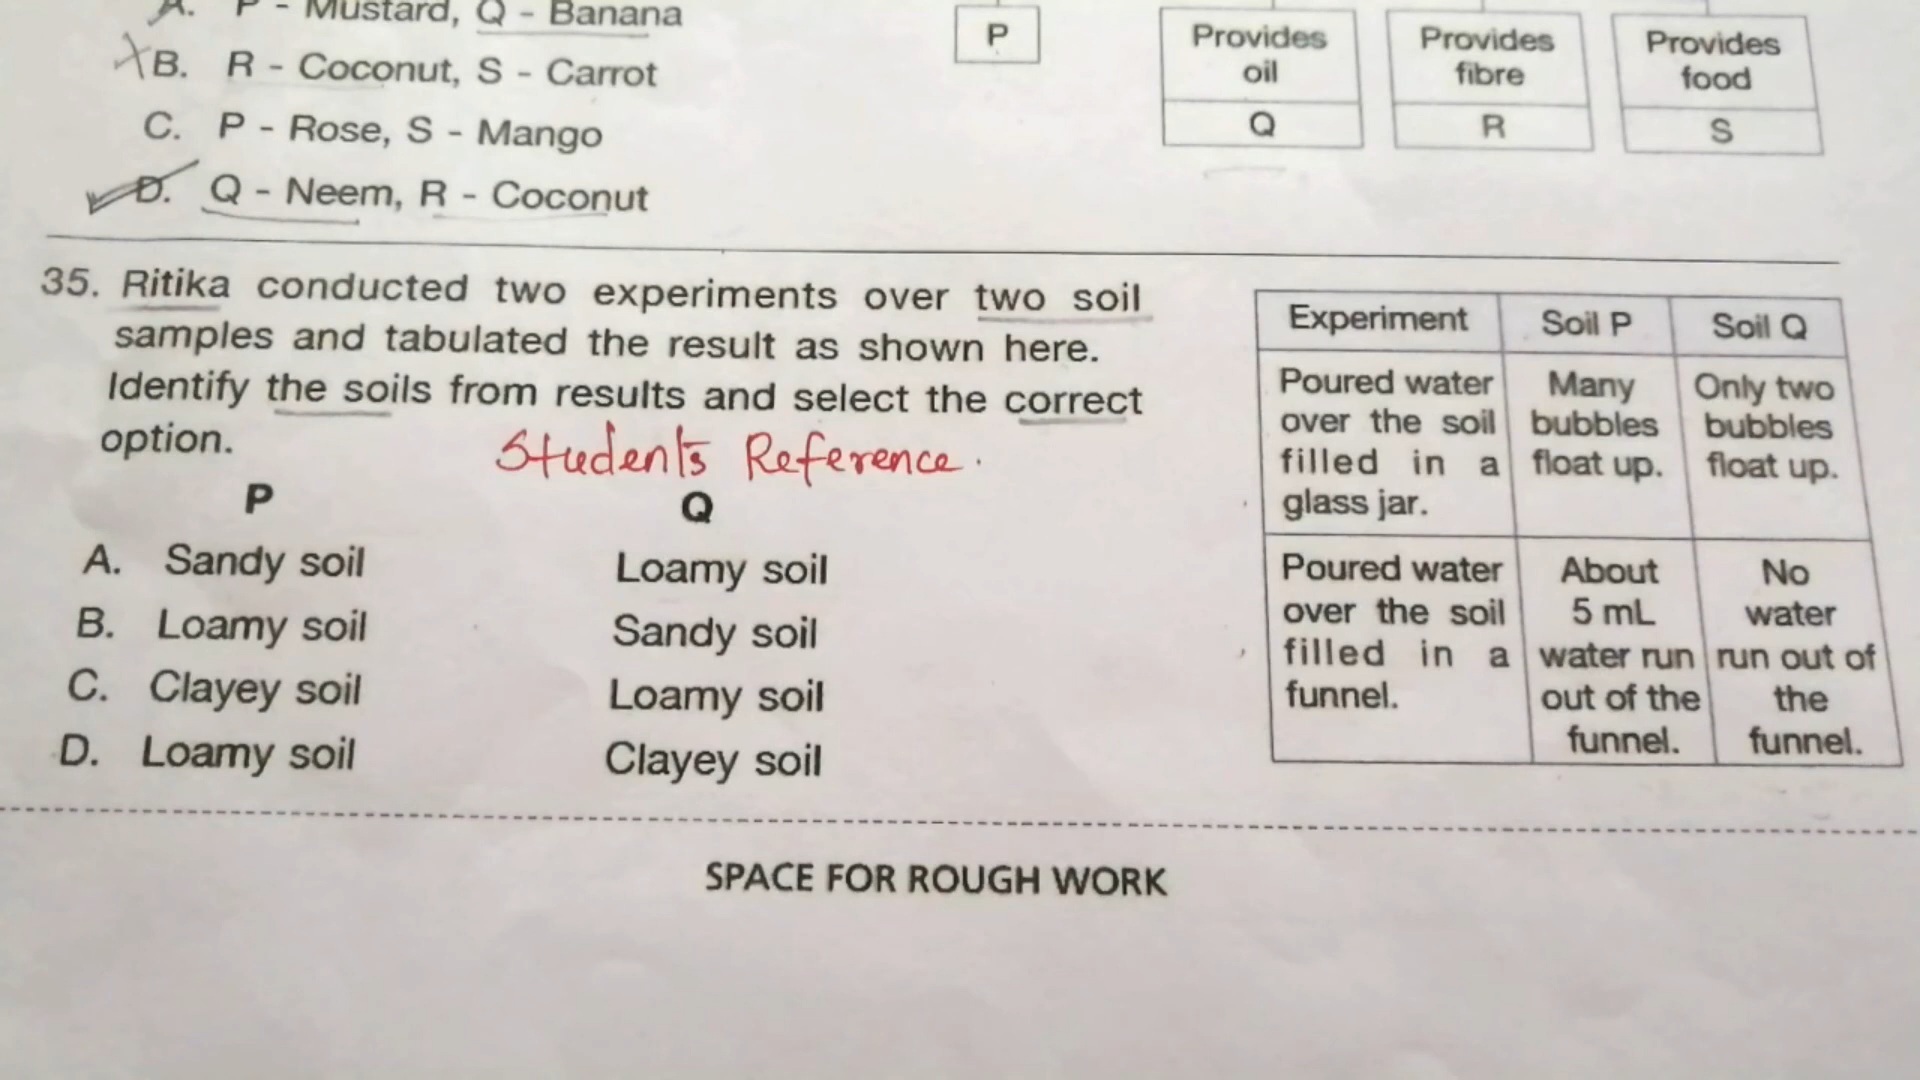 A. P - Mustard, Q - Banana
B. R - Coconut, S - Carrot
C. P - Rose, S - Mango
D. Q - Neem, R - Coconut
P
Provides oil
Q
Provides fibre
R
Provides food
S
35. Ritika conducted two experiments over two soil
samples and tabulated the result as shown here.
Identify the soils from results and select the correct
option.
Students Reference.
P Q
A. Sandy soil Loamy soil
B. Loamy soil Sandy soil
C. Clayey soil Loamy soil
D. Loamy soil Clayey soil
Experiment Soil P Soil Q
Poured water Many Only two
over the soil bubbles bubbles
filled in a float up. float up.
glass jar.
Poured water About No
over the soil 5 mL water
filled in a water run run out of
funnel. out of the the
funnel. funnel.
SPACE FOR ROUGH WORK